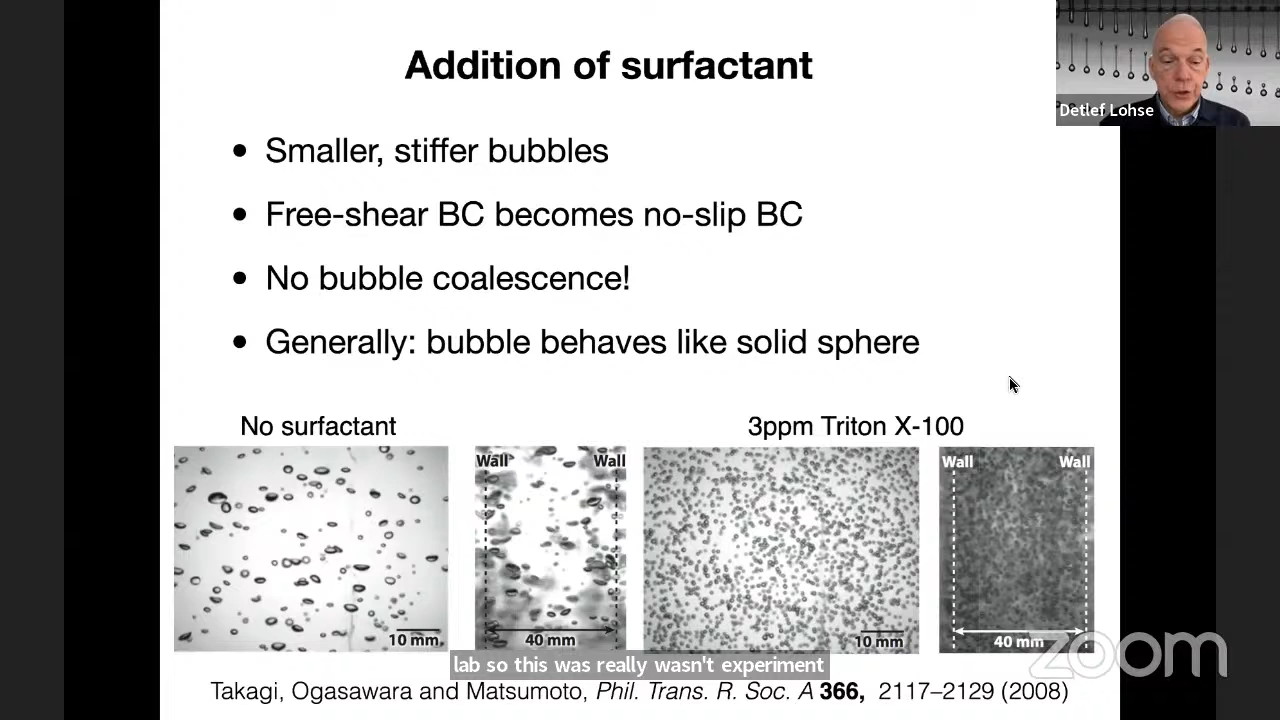 Addition of surfactant
Detlef Lohse
• Smaller, stiffer bubbles
• Free-shear BC becomes no-slip BC
• No bubble coalescence!
• Generally: bubble behaves like solid sphere
No surfactant
3ppm Triton X-100
Wall Wall
Wall Wall
10 mm
40 mm
10 mm
40 mm
zoom
lab so this was really wasn't experiment
Takagi, Ogasawara and Matsumoto, Phil. Trans. R. Soc. A 366, 2117–2129 (2008)